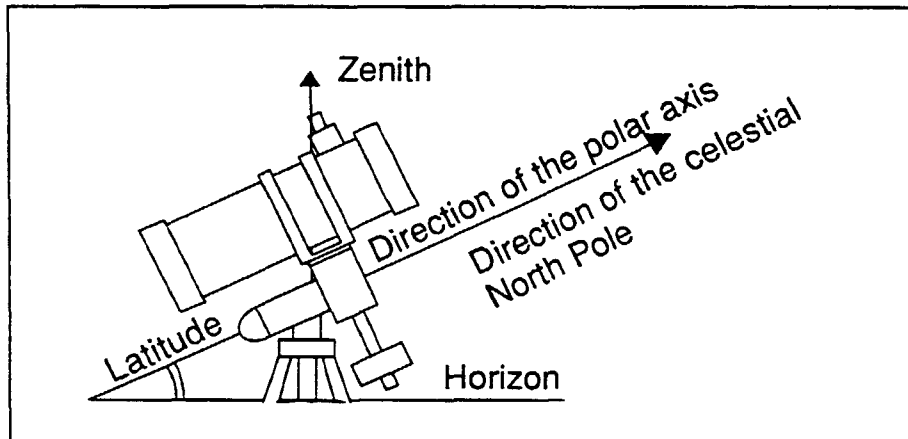 Zenith
Direction of the polar axis
Direction of the celestial
North Pole
Latitude
Horizon